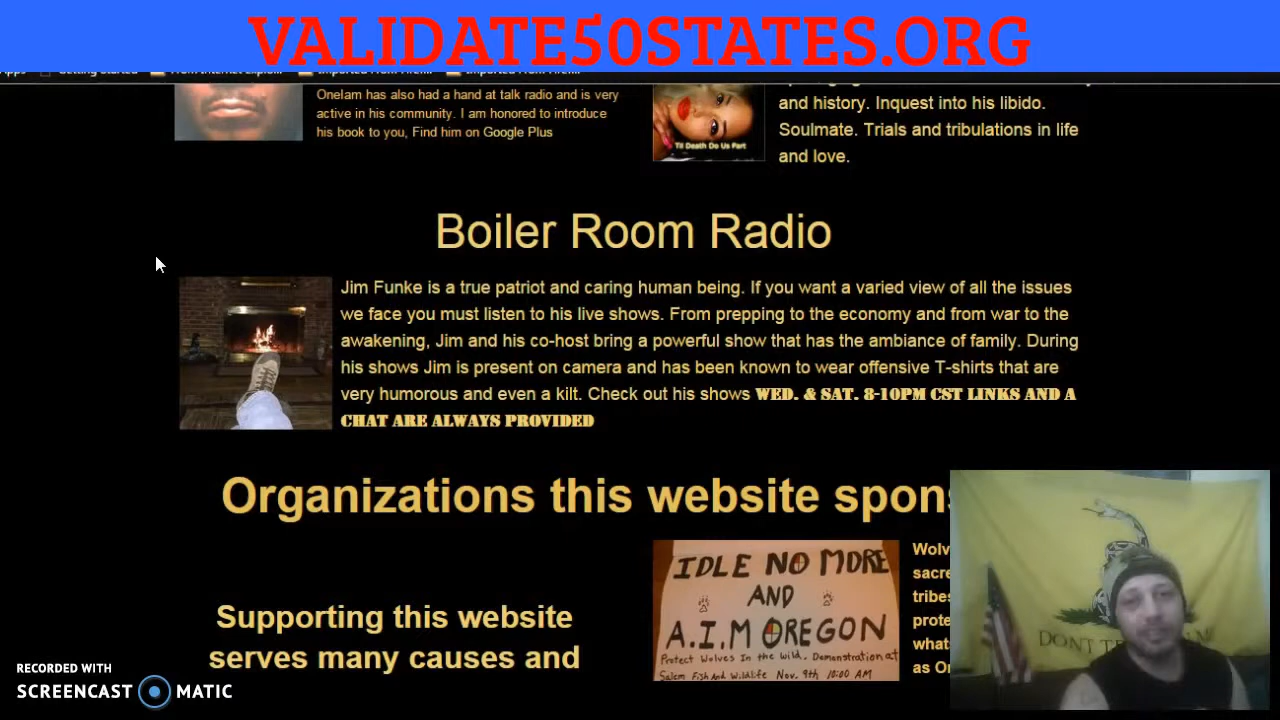 VALIDATE50STATES.ORG
Onelam has also had a hand at talk radio and is very
active in his community. I am honored to introduce
his book to you, Find him on Google Plus
and history. Inquest into his libido.
Soulmate. Trials and tribulations in life
and love.
Til Death Do Us Part
Boiler Room Radio
Jim Funke is a true patriot and caring human being. If you want a varied view of all the issues
we face you must listen to his live shows. From prepping to the economy and from war to the
awakening, Jim and his co-host bring a powerful show that has the ambiance of family. During
his shows Jim is present on camera and has been known to wear offensive T-shirts that are
very humorous and even a kilt. Check out his shows WED. & SAT. 8-10PM CST LINKS AND A
CHAT ARE ALWAYS PROVIDED
Organizations this website spons
Supporting this website
serves many causes and
IDLE NO MORE
AND
A.I.M OREGON
Protect Wolves In the Wild. Demonstration at
Salem Fish And Wildlife Nov. 9th 10:00 AM
Wolv
sacre
tribes
prote
what
as Or
DONT
RECORDED WITH
SCREENCAST MATIC